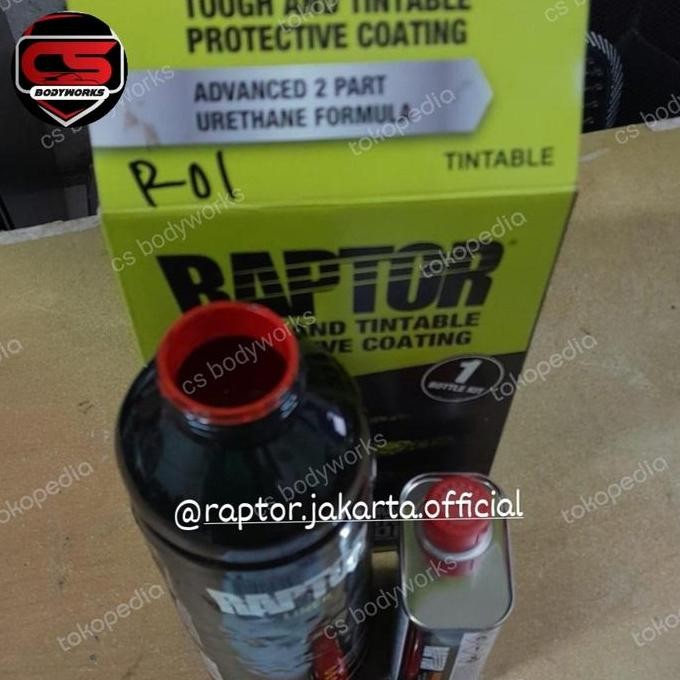 TOUGH AND TINTABLE
PROTECTIVE COATING
CS
BODYWORKS
ADVANCED 2 PART
URETHANE FORMULA
TINTABLE
R-01
RAPTOR
AND TINTABLE
VE COATING
1
BOTTLE KIT
@raptor.jakarta.official
RAPTOR
cs bodyworks
tokopedia